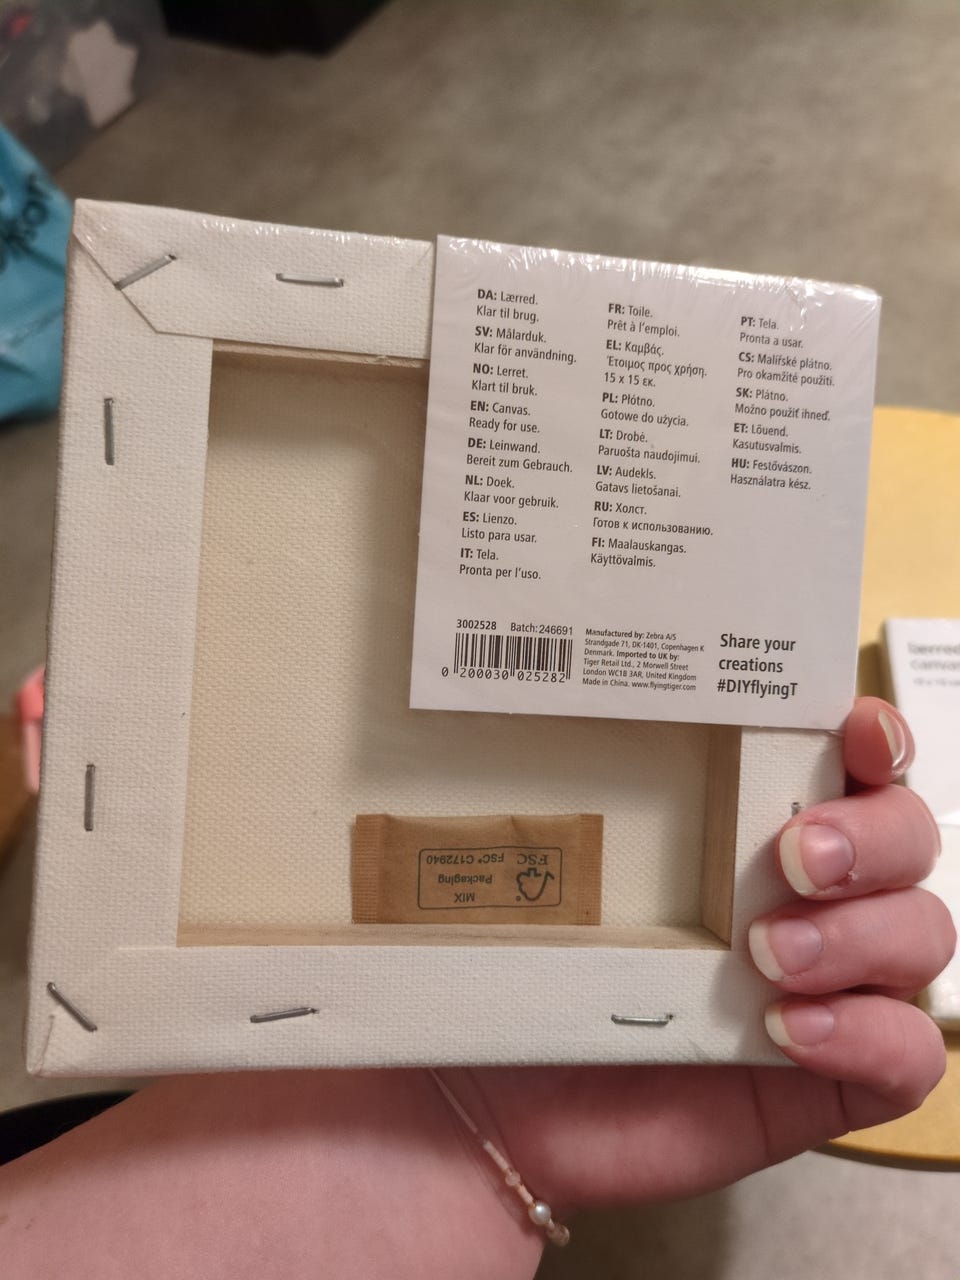 DA: Lærred.
Klar til brug.
SV: Målarduk.
Klar för användning.
NO: Lerret.
Klart til bruk.
EN: Canvas.
Ready for use.
DE: Leinwand.
Bereit zum Gebrauch.
NL: Doek.
Klaar voor gebruik.
ES: Lienzo.
Listo para usar.
IT: Tela.
Pronta per l'uso.
FR: Toile.
Prêt à l'emploi.
EL: Καμβάς.
Έτοιμος προς χρήση.
15 x 15 εκ.
PL: Płótno.
Gotowe do użycia.
LT: Drobė.
Paruošta naudojimui.
LV: Audekls.
Gatavs lietošanai.
RU: Холст.
Готов к использованию.
FI: Maalauskangas.
Käyttövalmis.
PT: Tela.
Pronta a usar.
CS: Malířské plátno.
Pro okamžité použití.
SK: Plátno.
Možno použiť ihneď.
ET: Lõuend.
Kasutusvalmis.
HU: Festővászon.
Használatra kész.
3002528 Batch: 246691
0 200030 025282
Manufactured by: Zebra A/S
Strandgade 71, DK-1401, Copenhagen K
Denmark. Imported to UK by:
Tiger Retail Ltd., 2 Morwell Street
London WC1B 3AR, United Kingdom
Made in China. www.flyingtiger.com
Share your
creations
#DIYflyingT
MIX
Packaging
FSC
FSC® C172940
lærred
canvas